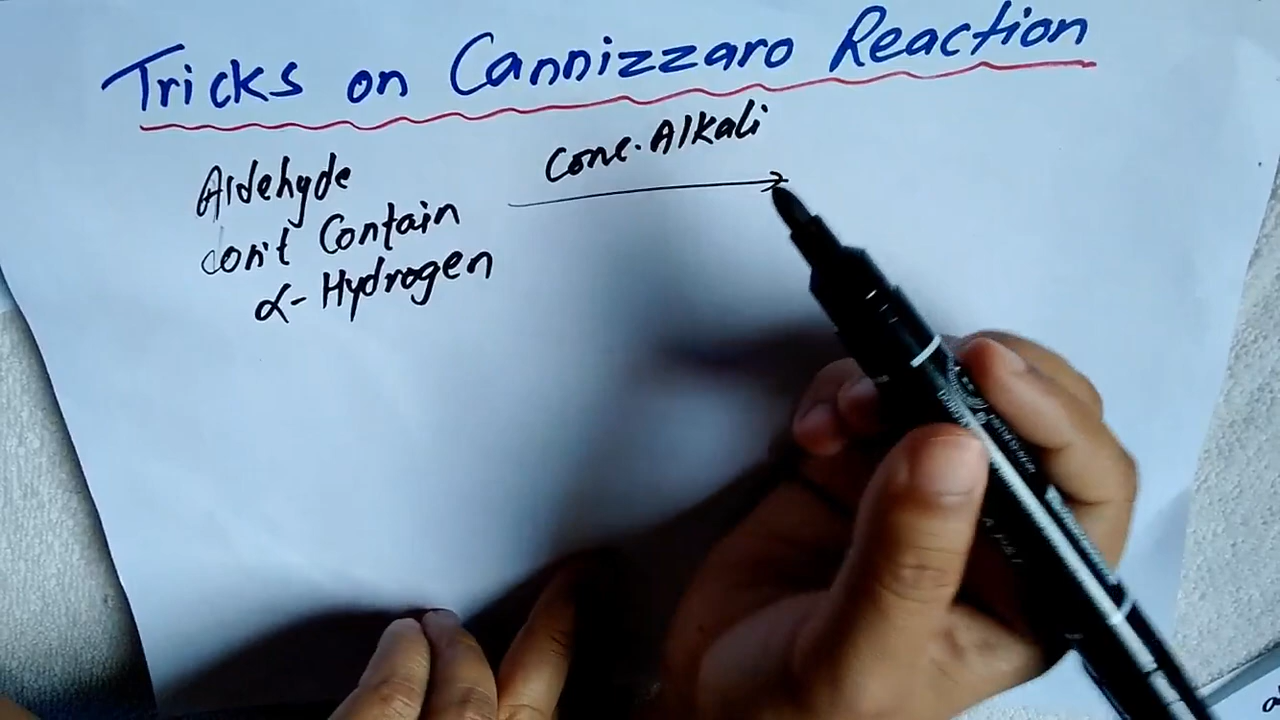 Tricks on Cannizzaro Reaction
Conc. Alkali
Aldehyde
don't Contain
α- Hydrogen